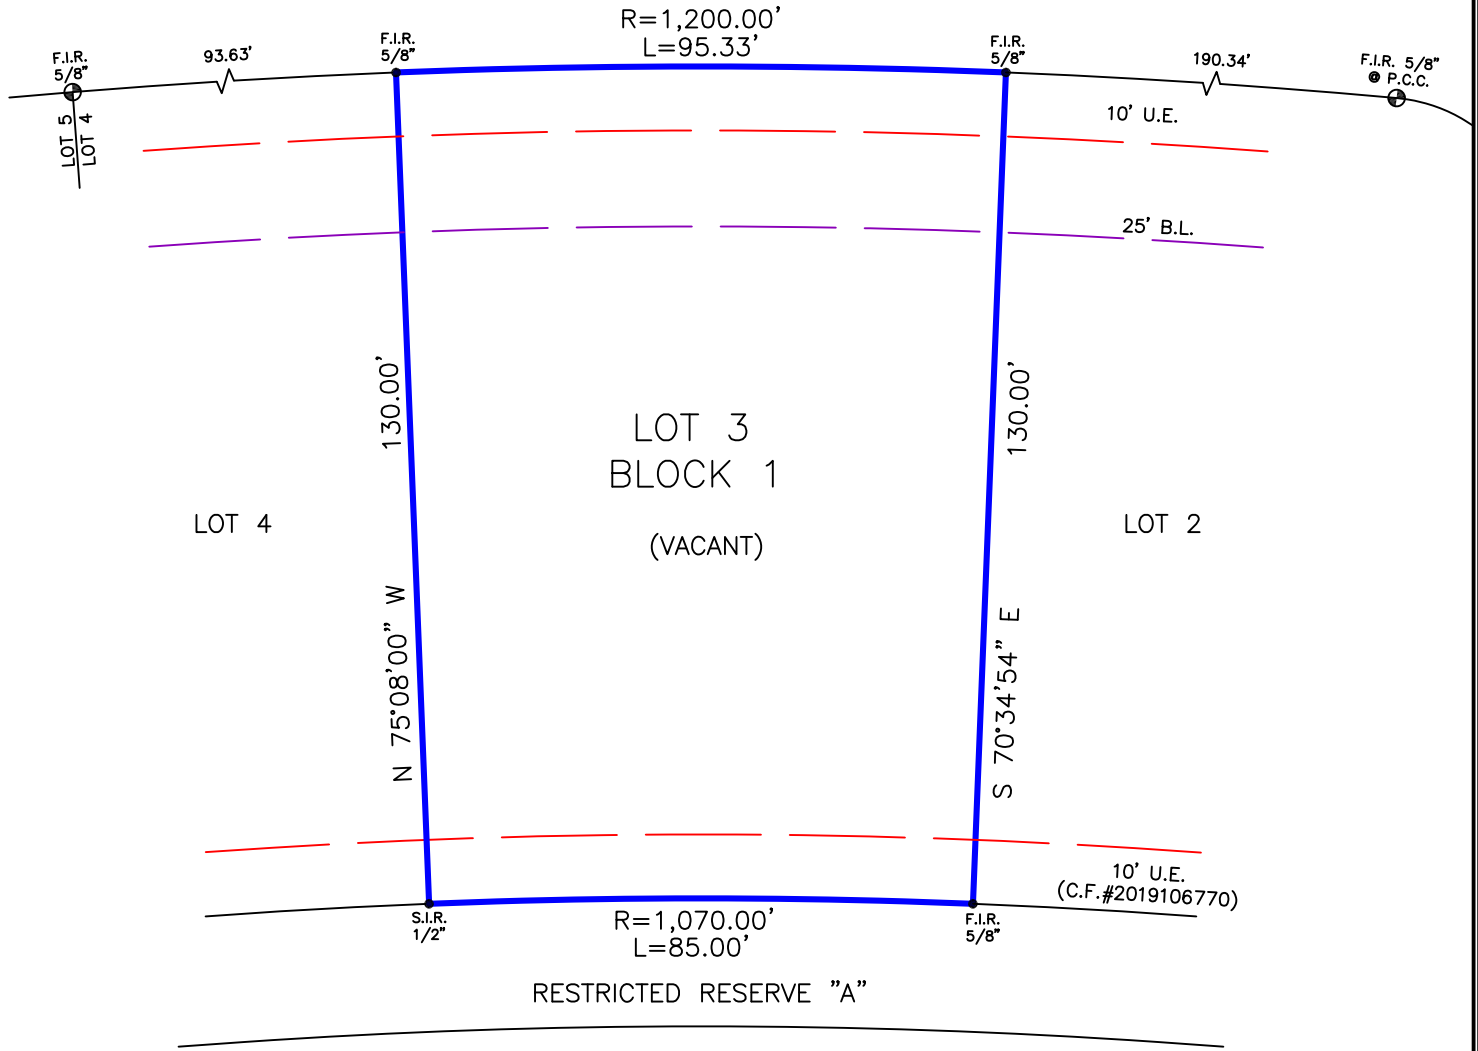 R=1,200.00'
L=95.33'
F.I.R.
5/8"
93.63'
F.I.R.
5/8"
F.I.R.
5/8"
190.34'
F.I.R. 5/8"
@ P.C.C.
LOT 5
LOT 4
10' U.E.
25' B.L.
130.00'
130.00'
LOT 3
BLOCK 1
(VACANT)
LOT 4
LOT 2
N 75°08'00" W
S 70°34'54" E
10' U.E.
(C.F.#2019106770)
S.I.R.
1/2"
R=1,070.00'
L=85.00'
F.I.R.
5/8"
RESTRICTED RESERVE "A"